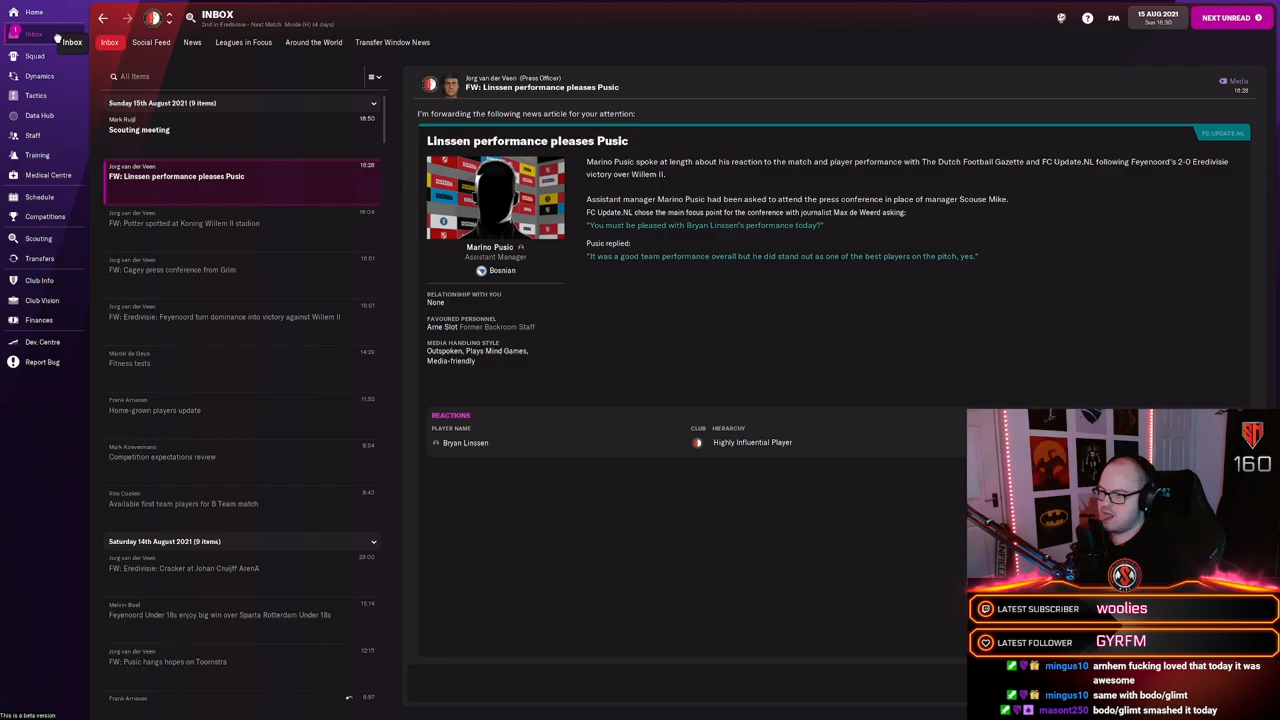 Home
INBOX
2nd in Eredivisie - Next Match: Molde (H) (4 days)
FM
15 AUG 2021
Sun 18:30
NEXT UNREAD
1
Inbox
Inbox
Squad
Dynamics
Tactics
Data Hub
Staff
Training
Medical Centre
Schedule
Competitions
Scouting
Transfers
Club Info
Club Vision
Finances
Dev. Centre
Report Bug
This is a beta version
Inbox
Social Feed
News
Leagues in Focus
Around the World
Transfer Window News
All Items
Sunday 15th August 2021 (9 items)
Mark Ruijl
16:50
Scouting meeting
Jorg van der Veen
16:28
FW: Linssen performance pleases Pusic
Jorg van der Veen
16:04
FW: Potter spotted at Koning Willem II stadion
Jorg van der Veen
16:01
FW: Cagey press conference from Grim
Jorg van der Veen
16:01
FW: Eredivisie: Feyenoord turn dominance into victory against Willem II
Marcel de Geus
14:29
Fitness tests
Frank Arnesen
11:53
Home-grown players update
Mark Koevermans
8:54
Competition expectations review
Rini Coolen
8:43
Available first team players for B Team match
Saturday 14th August 2021 (9 items)
Jorg van der Veen
23:00
FW: Eredivisie: Cracker at Johan Cruijff ArenA
Melvin Boel
15:14
Feyenoord Under 18s enjoy big win over Sparta Rotterdam Under 18s
Jorg van der Veen
12:15
FW: Pusic hangs hopes on Toornstra
Frank Arnesen
8:57
Jorg van der Veen (Press Officer)
FW: Linssen performance pleases Pusic
Media
16:28
I'm forwarding the following news article for your attention:
FC UPDATE.NL
Linssen performance pleases Pusic
Marino Pusic
Assistant Manager
Bosnian
RELATIONSHIP WITH YOU
None
FAVOURED PERSONNEL
Arne Slot Former Backroom Staff
MEDIA HANDLING STYLE
Outspoken, Plays Mind Games,
Media-friendly
Marino Pusic spoke at length about his reaction to the match and player performance with The Dutch Football Gazette and FC Update.NL following Feyenoord's 2-0 Eredivisie
victory over Willem II.
Assistant manager Marino Pusic had been asked to attend the press conference in place of manager Scouse Mike.
FC Update.NL chose the main focus point for the conference with journalist Max de Weerd asking:
"You must be pleased with Bryan Linssen's performance today?"
Pusic replied:
"It was a good team performance overall but he did stand out as one of the best players on the pitch, yes."
REACTIONS
PLAYER NAME
CLUB
HIERARCHY
Bryan Linssen
Highly Influential Player
160
LATEST SUBSCRIBER
woolies
LATEST FOLLOWER
GYRFM
mingus10 arnhem fucking loved that today it was
awesome
mingus10 same with bodo/glimt
masont250 bodo/glimt smashed it today